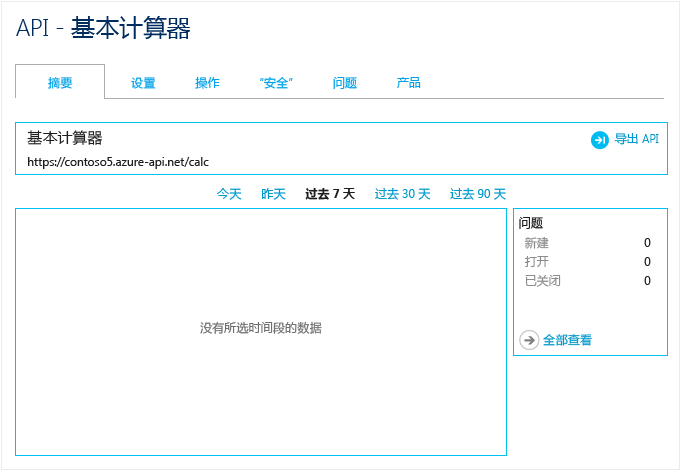 API - 基本计算器
摘要 设置 操作 “安全” 问题 产品
基本计算器
导出 API
https://contoso5.azure-api.net/calc
今天 昨天 过去 7 天 过去 30 天 过去 90 天
没有所选时间段的数据
问题
新建 0
打开 0
已关闭 0
全部查看